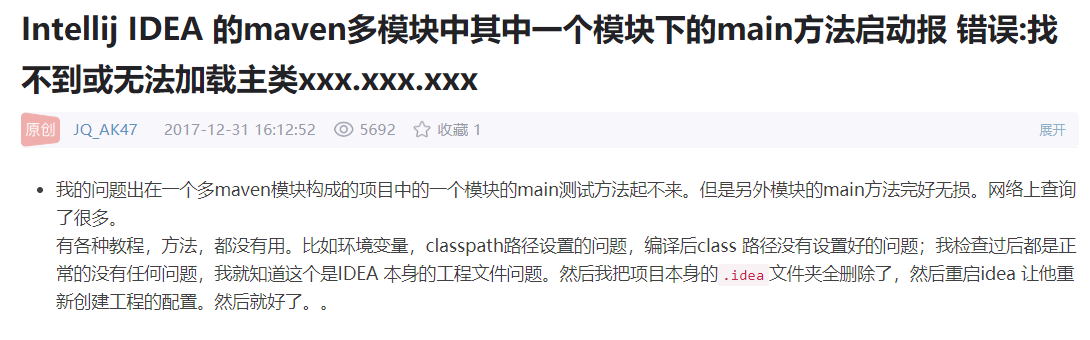 Intellij IDEA 的maven多模块中其中一个模块下的main方法启动报 错误:找
不到或无法加载主类xxx.xxx.xxx
原创 JQ_AK47 2017-12-31 16:12:52 5692 收藏 1 展开
我的问题出在一个多maven模块构成的项目中的一个模块的main测试方法起不来。但是另外模块的main方法完好无损。网络上查询
了很多。
有各种教程，方法，都没有用。比如环境变量，classpath路径设置的问题，编译后class 路径没有设置好的问题；我检查过后都是正
常的没有任何问题，我就知道这个是IDEA 本身的工程文件问题。然后我把项目本身的 .idea 文件夹全删除了，然后重启idea 让他重
新创建工程的配置。然后就好了。。